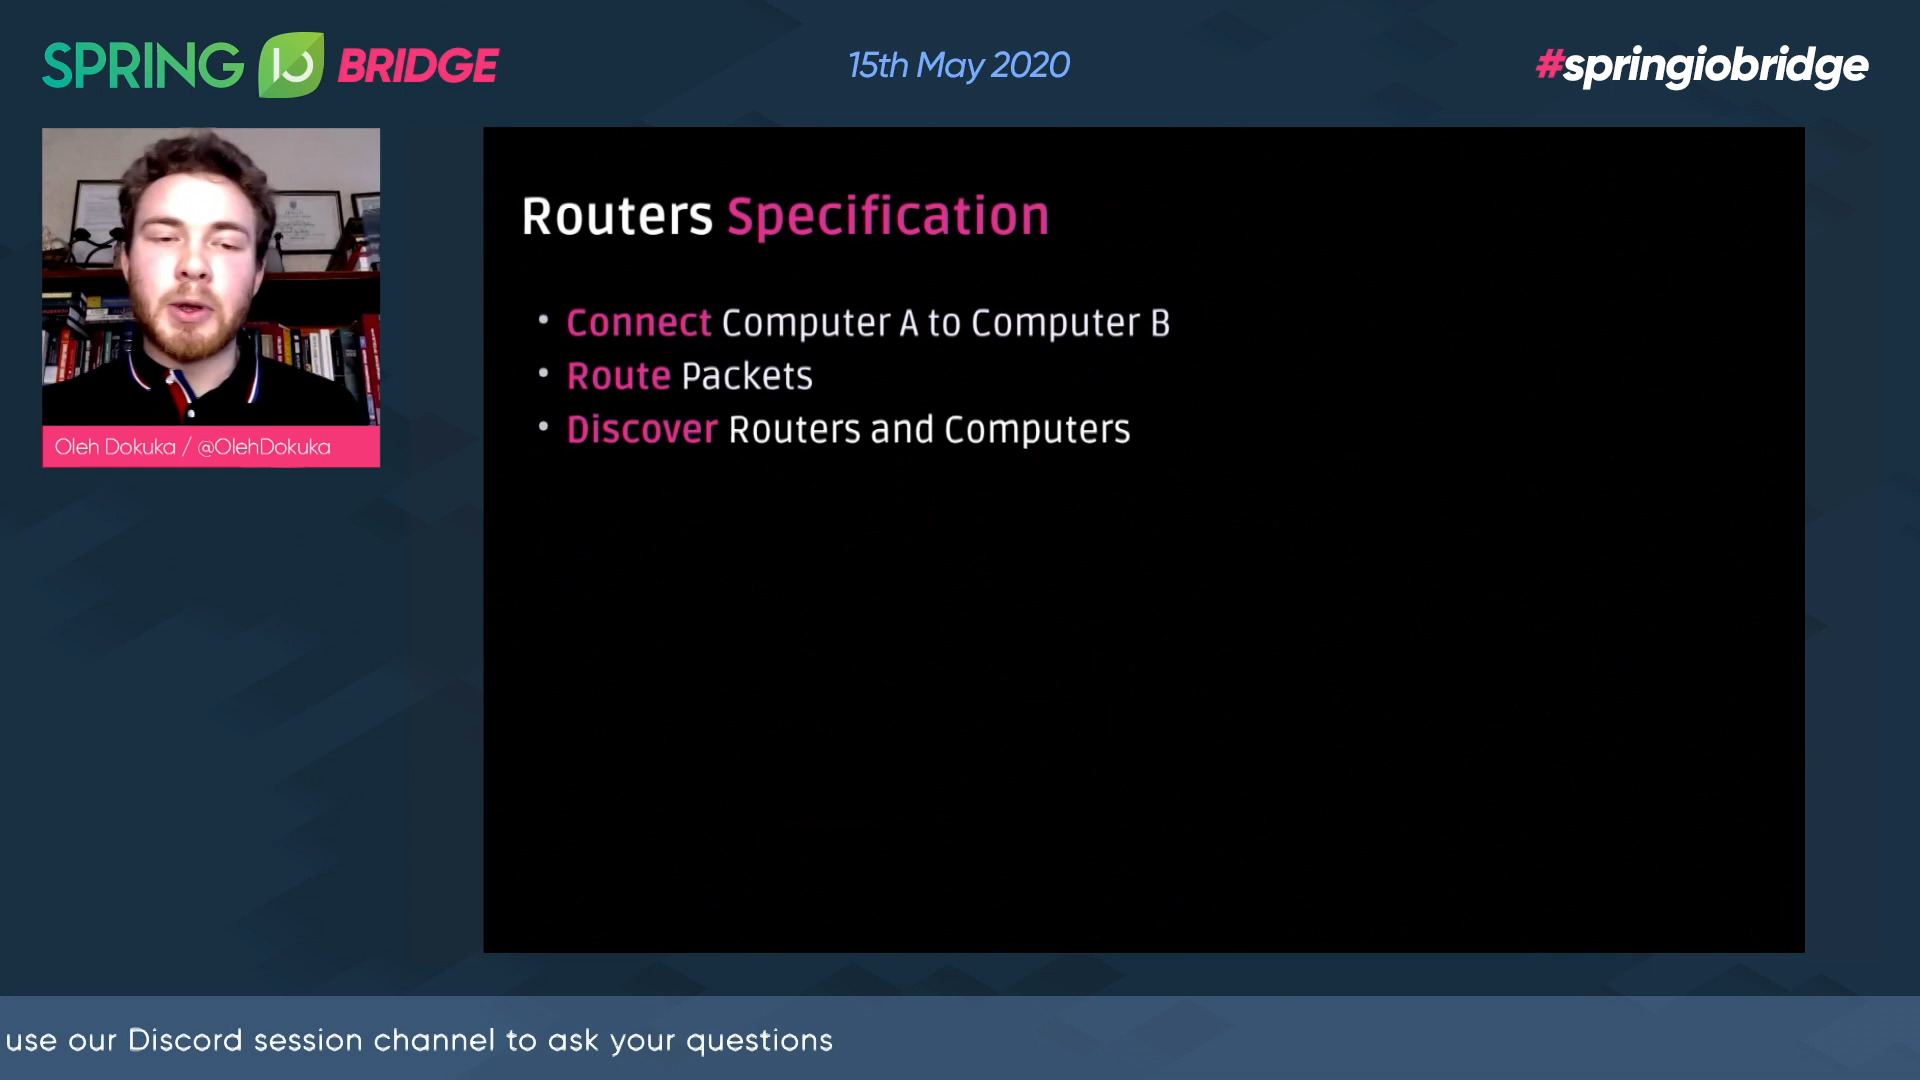 SPRING IO BRIDGE
15th May 2020
#springiobridge
Oleh Dokuka / @OlehDokuka
Routers Specification
• Connect Computer A to Computer B
• Route Packets
• Discover Routers and Computers
use our Discord session channel to ask your questions